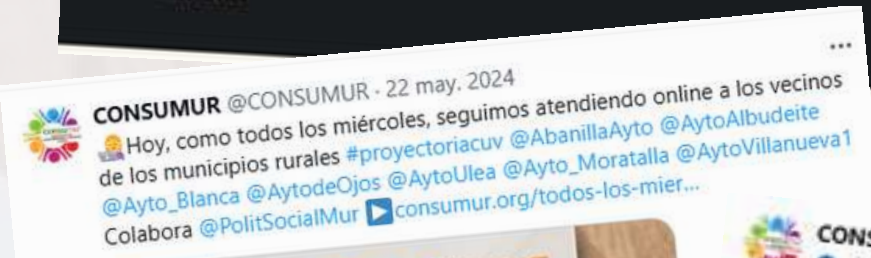 CONSUMUR @CONSUMUR · 22 may. 2024
Hoy, como todos los miércoles, seguimos atendiendo online a los vecinos
de los municipios rurales #proyectoriacuv @AbanillaAyto @AytoAlbudeite
@Ayto_Blanca @AytodeOjos @AytoUlea @Ayto_Moratalla @AytoVillanueva1
Colabora @PolitSocialMur ▶consumur.org/todos-los-mier...